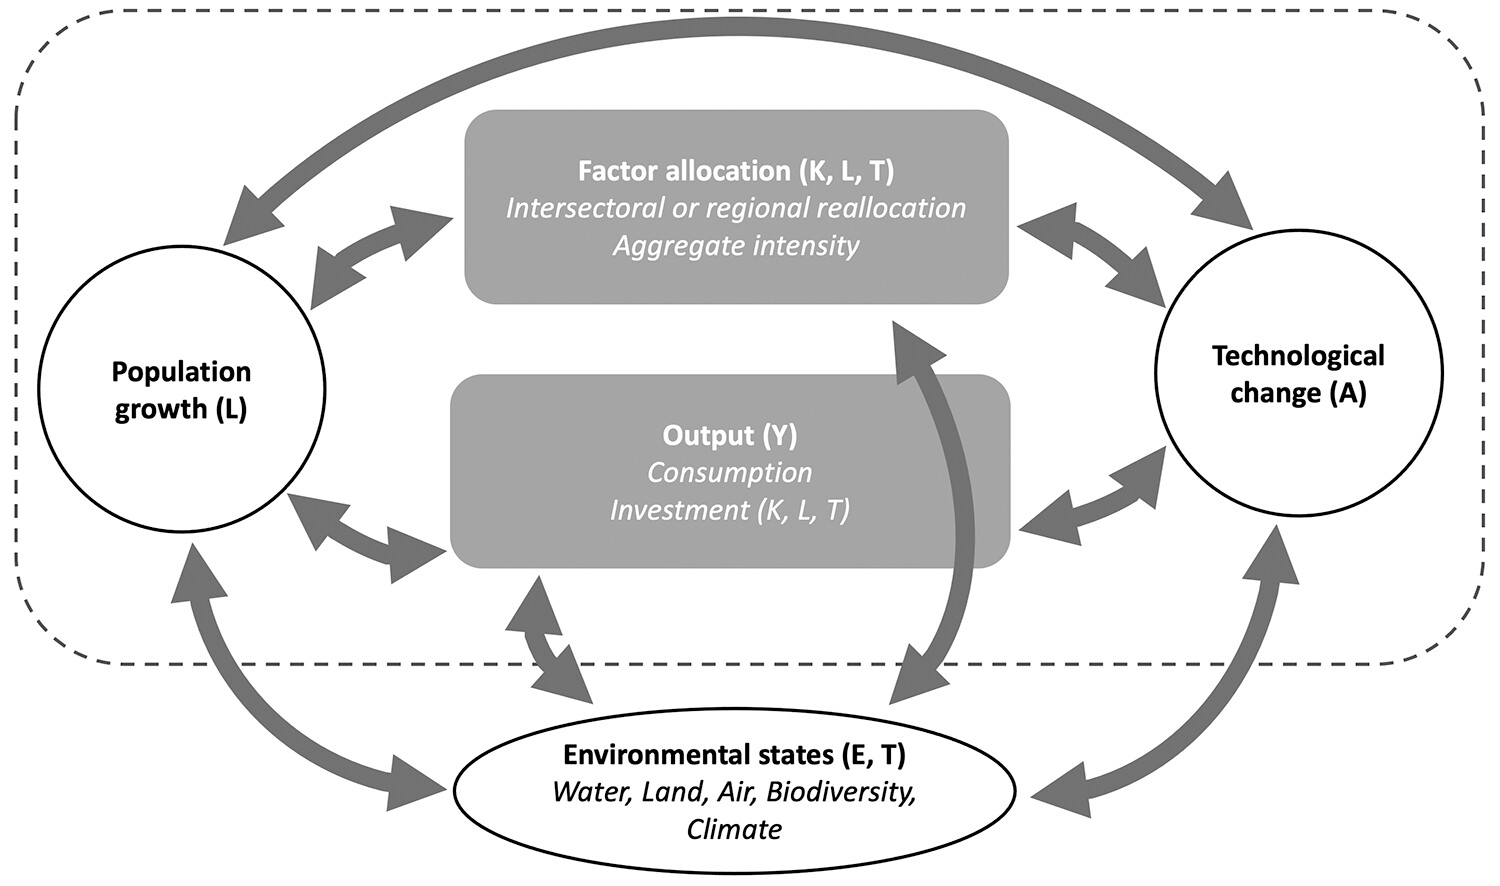 Factor allocation (K, L, T)
Intersectoral or regional reallocation
Aggregate intensity
Population
growth (L)
Technological
change (A)
Output (Y)
Consumption
Investment (K, L, T)
Environmental states (E, T)
Water, Land, Air, Biodiversity,
Climate